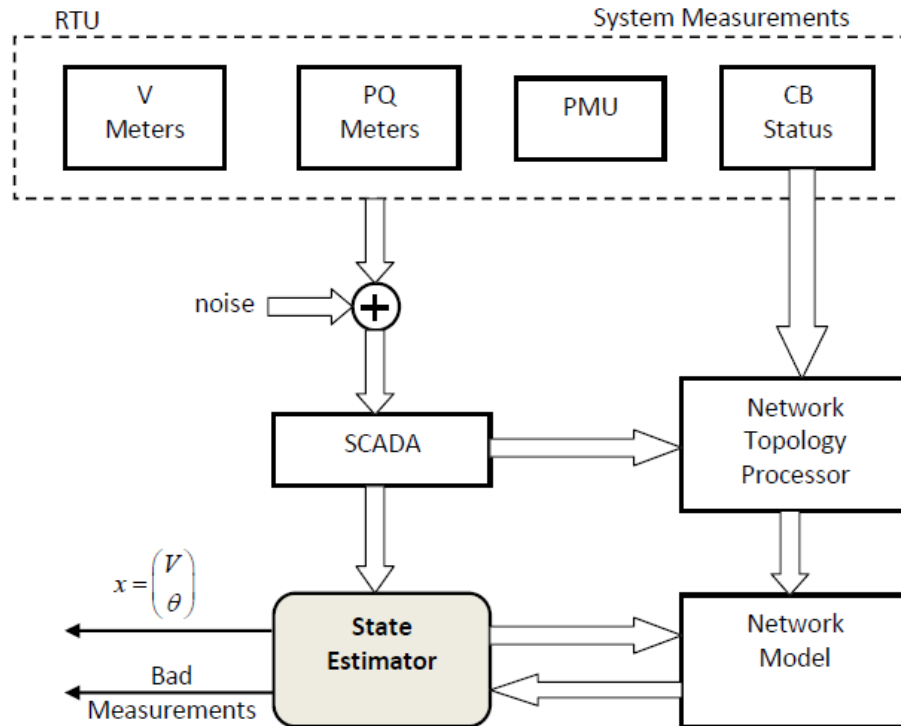 RTU
System Measurements
V
Meters
PQ
Meters
PMU
CB
Status
noise
+
SCADA
Network
Topology
Processor
x = (V
θ)
State
Estimator
Network
Model
Bad
Measurements